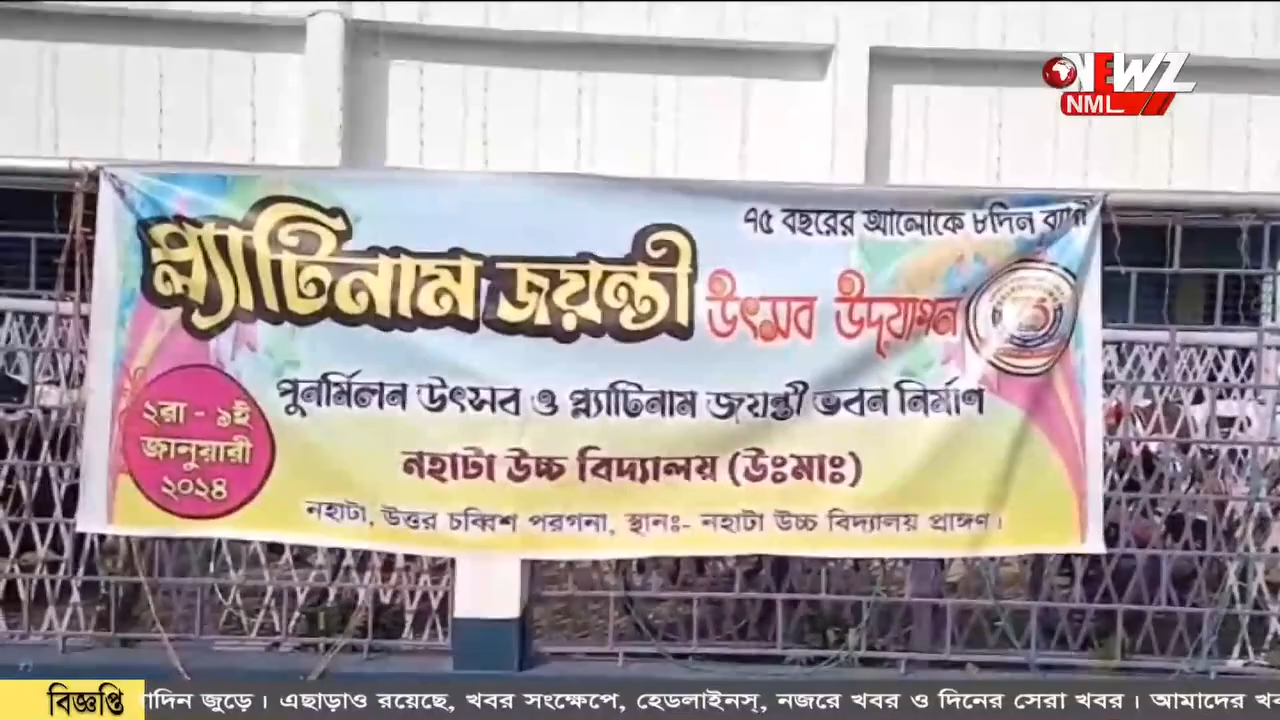 NEWZ
NML
৭৫ বছরের আলোকে ৮দিন ব্যাপী
প্ল্যাটিনাম জয়ন্তী উৎসব উদ্‌যাপন
পুনর্মিলন উৎসব ও প্ল্যাটিনাম জয়ন্তী ভবন নির্মাণ
২রা - ৯ই
জানুয়ারী
২০২৪
নহাটা উচ্চ বিদ্যালয় (উঃমাঃ)
নহাটা, উত্তর চব্বিশ পরগনা, স্থানঃ- নহাটা উচ্চ বিদ্যালয় প্রাঙ্গণ।
বিজ্ঞপ্তি
দিন জুড়ে। এছাড়াও রয়েছে, খবর সংক্ষেপে, হেডলাইনস্, নজরে খবর ও দিনের সেরা খবর। আমাদের